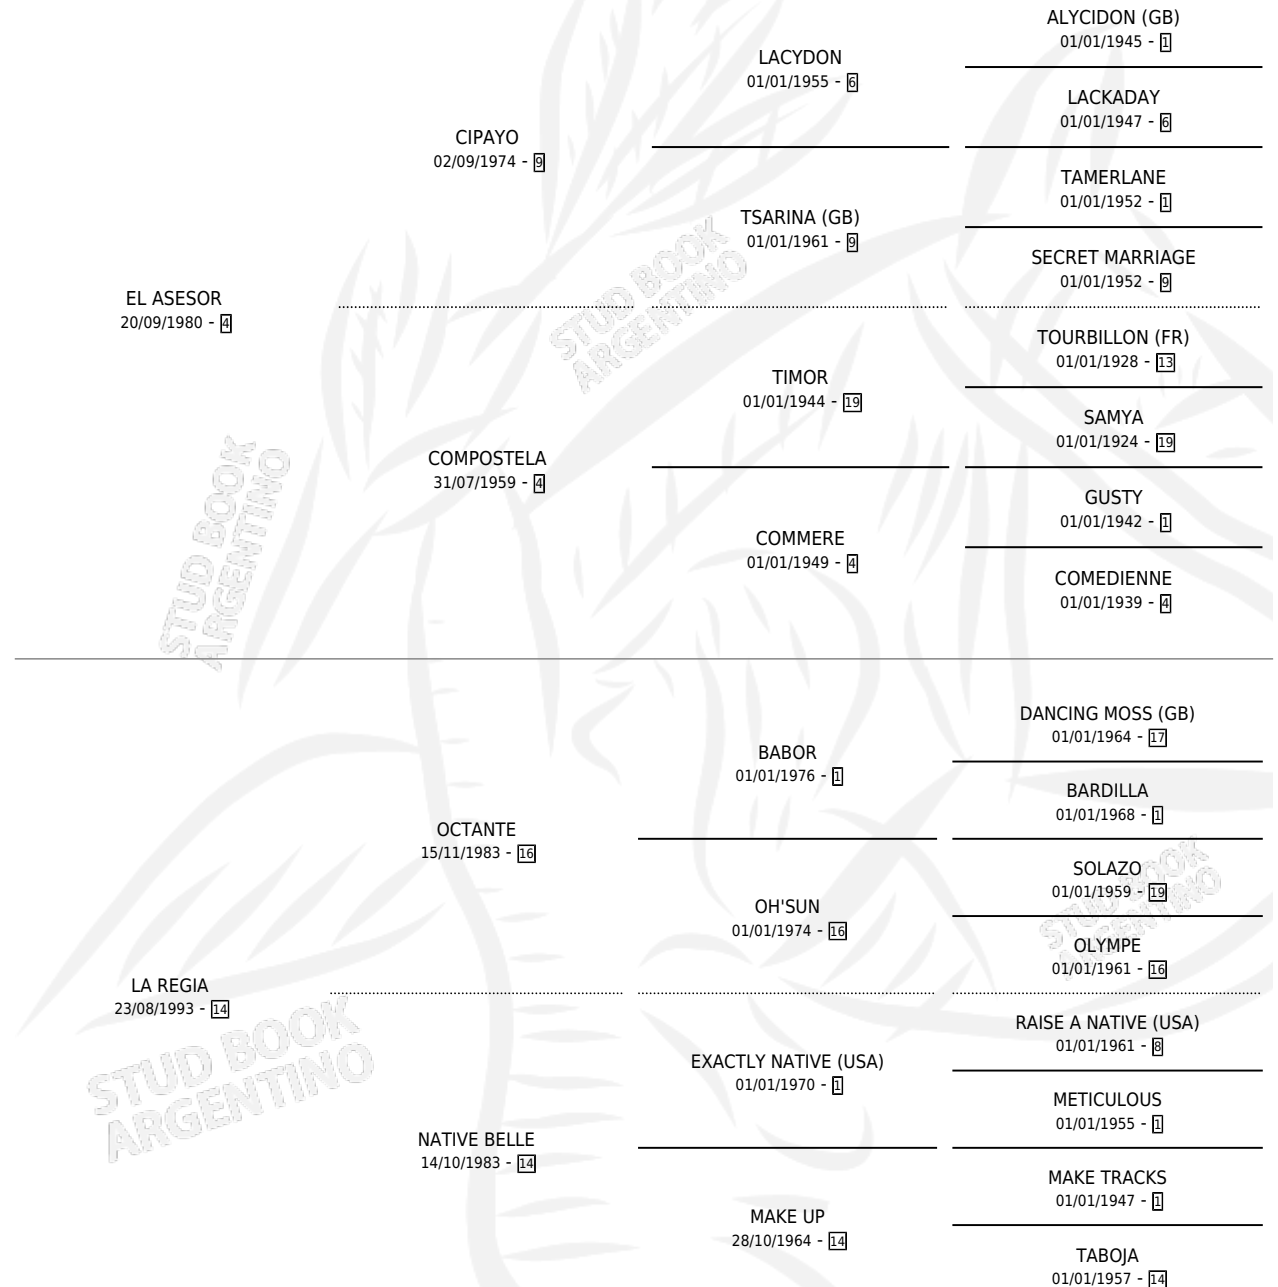 ALYCIDON (GB)
01/01/1945 - 1
LACYDON
01/01/1955 - 6
LACKADAY
01/01/1947 - 6
CIPAYO
02/09/1974 - 9
TAMERLANE
01/01/1952 - 1
TSARINA (GB)
01/01/1961 - 9
SECRET MARRIAGE
01/01/1952 - 9
EL ASESOR
20/09/1980 - 4
STUD BOOK
ARGENTINO
TOURBILLON (FR)
01/01/1928 - 13
TIMOR
01/01/1944 - 19
SAMYA
01/01/1924 - 19
COMPOSTELA
31/07/1959 - 4
GUSTY
01/01/1942 - 1
COMMERE
01/01/1949 - 4
COMEDIENNE
01/01/1939 - 4
STUD BOOK
ARGENTINO
DANCING MOSS (GB)
01/01/1964 - 17
BABOR
01/01/1976 - 1
BARDILLA
01/01/1968 - 1
OCTANTE
15/11/1983 - 16
SOLAZO
01/01/1959 - 19
OH'SUN
01/01/1974 - 16
STUD BOOK
ARGENTINO
OLYMPE
01/01/1961 - 16
LA REGIA
23/08/1993 - 14
RAISE A NATIVE (USA)
01/01/1961 - 8
EXACTLY NATIVE (USA)
01/01/1970 - 1
STUD BOOK
ARGENTINO
METICULOUS
01/01/1955 - 1
NATIVE BELLE
14/10/1983 - 14
MAKE TRACKS
01/01/1947 - 1
MAKE UP
28/10/1964 - 14
TABOJA
01/01/1957 - 14